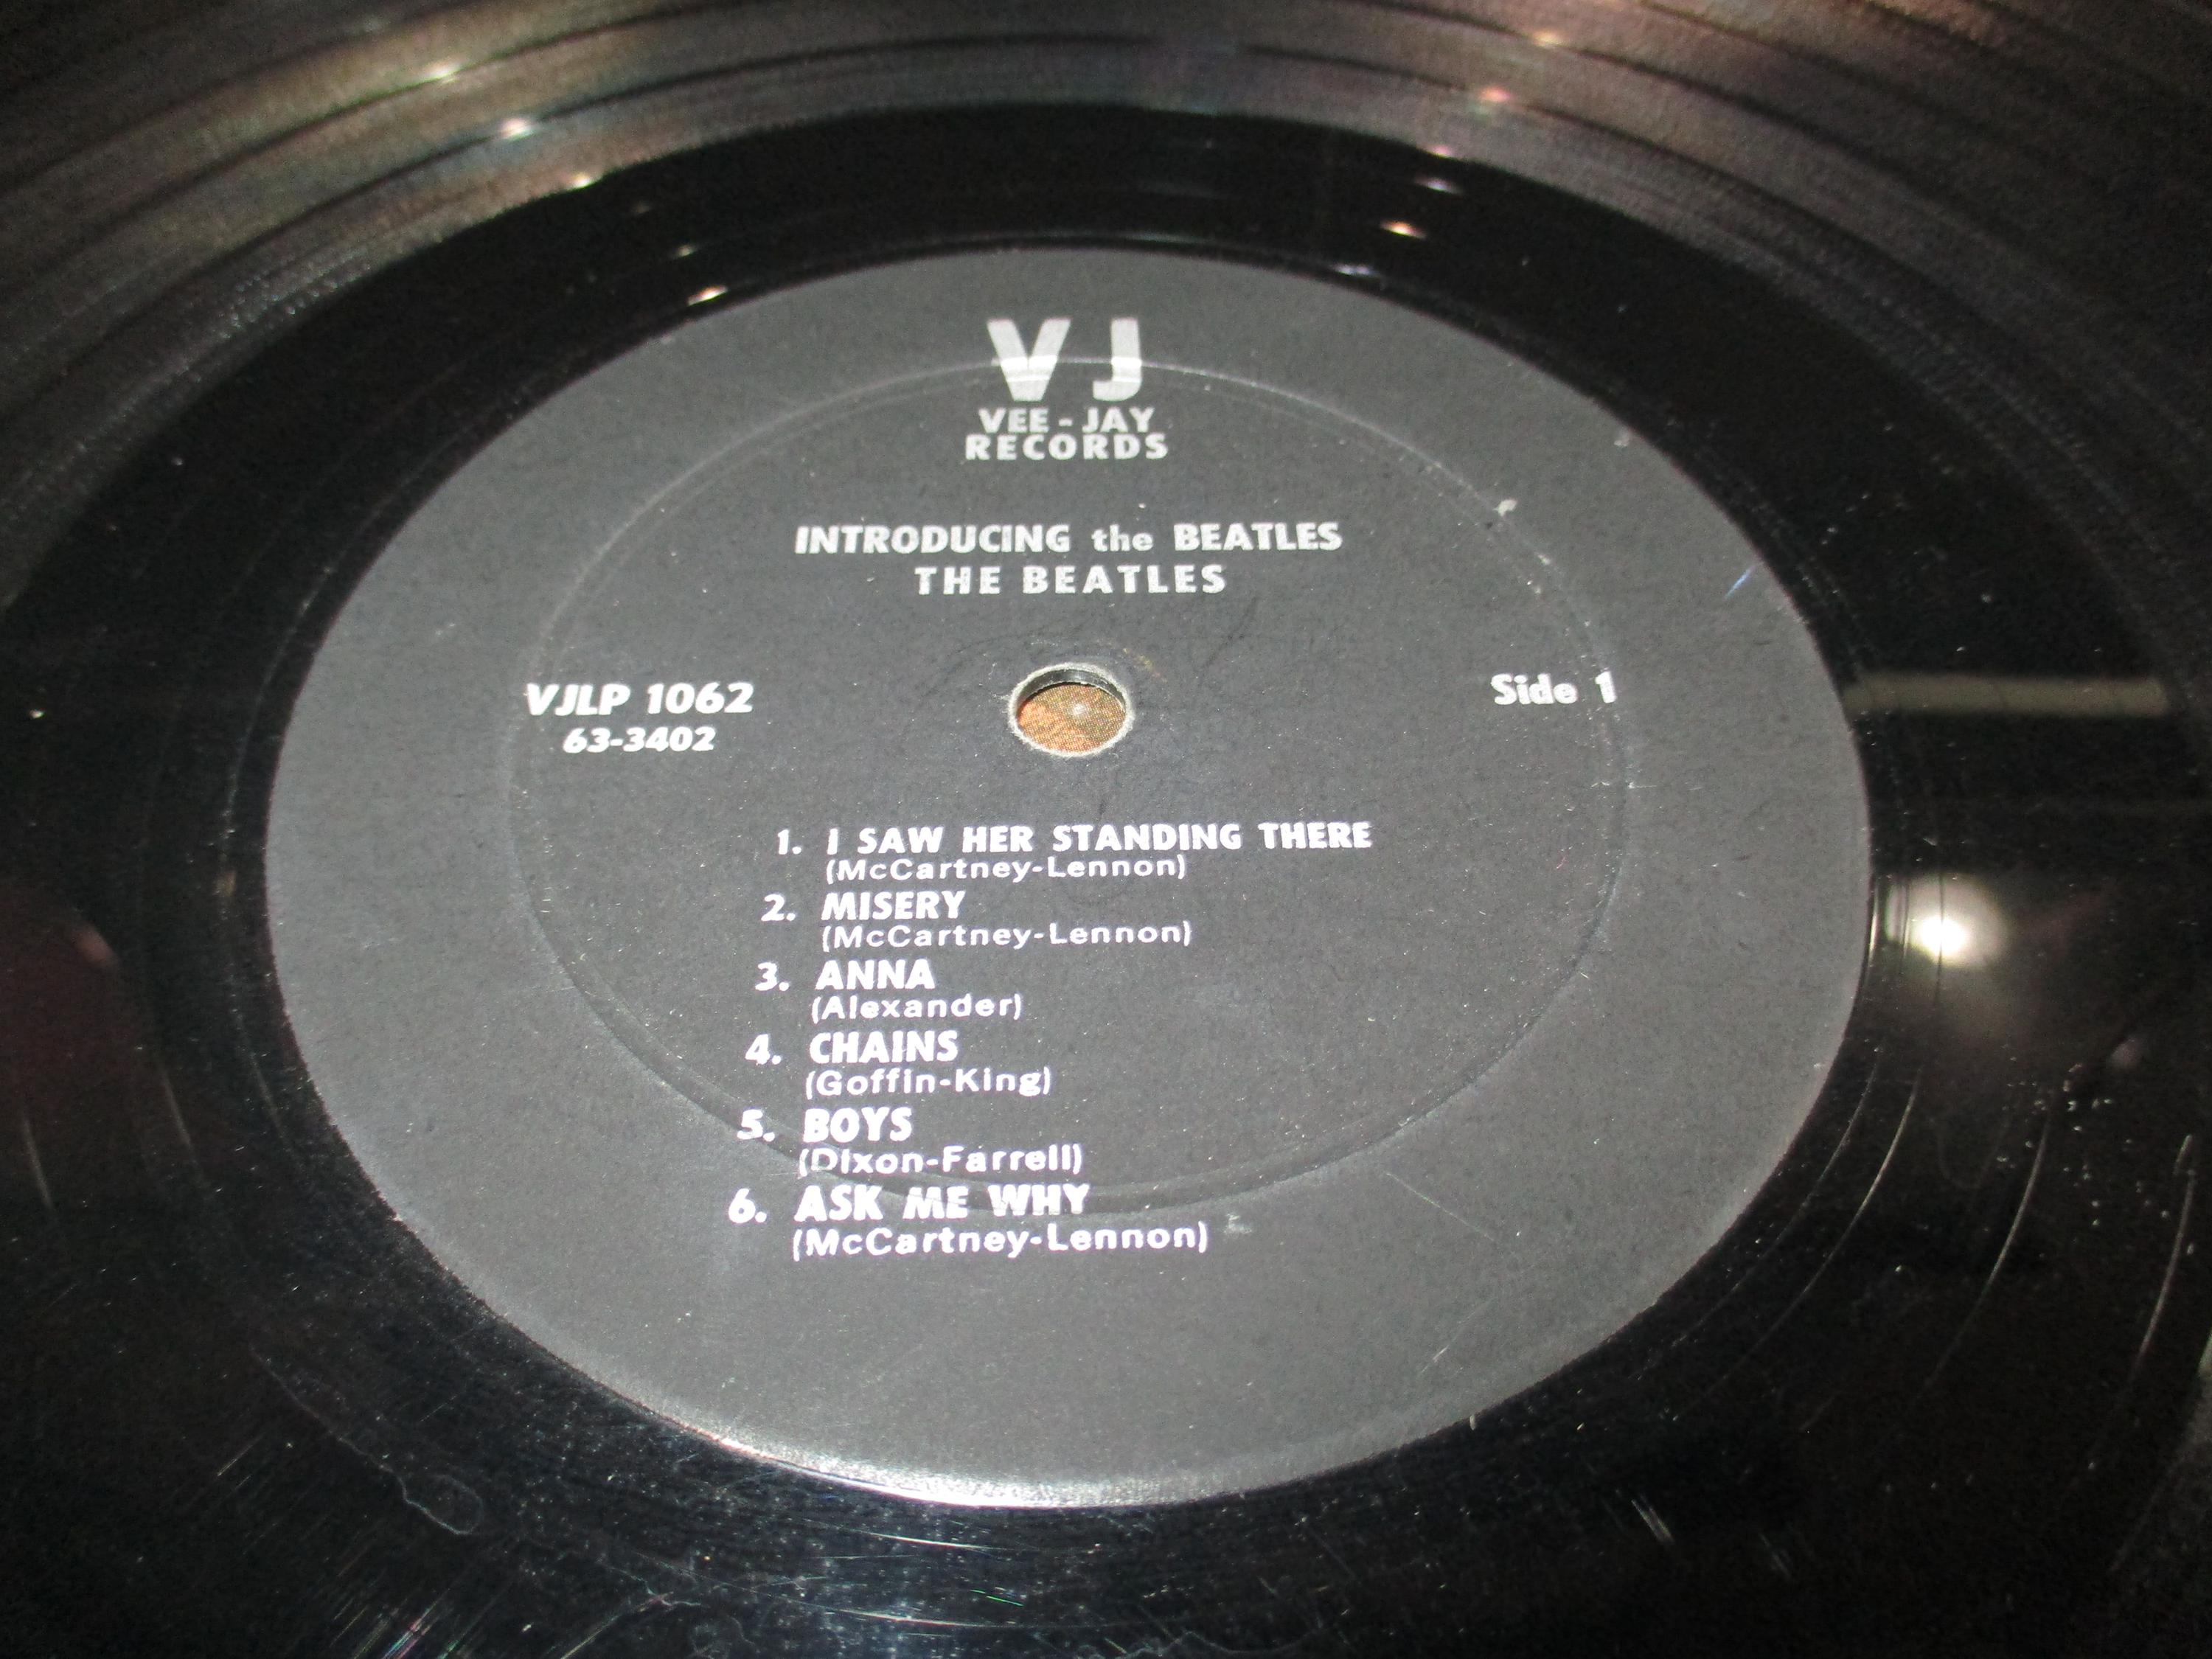 VJ
VEE-JAY
RECORDS
INTRODUCING the BEATLES
THE BEATLES
VJLP 1062
63-3402
Side 1
1. I SAW HER STANDING THERE
(McCartney-Lennon)
2. MISERY
(McCartney-Lennon)
3. ANNA
(Alexander)
4. CHAINS
(Goffin-King)
5. BOYS
(Dixon-Farrell)
6. ASK ME WHY
(McCartney-Lennon)